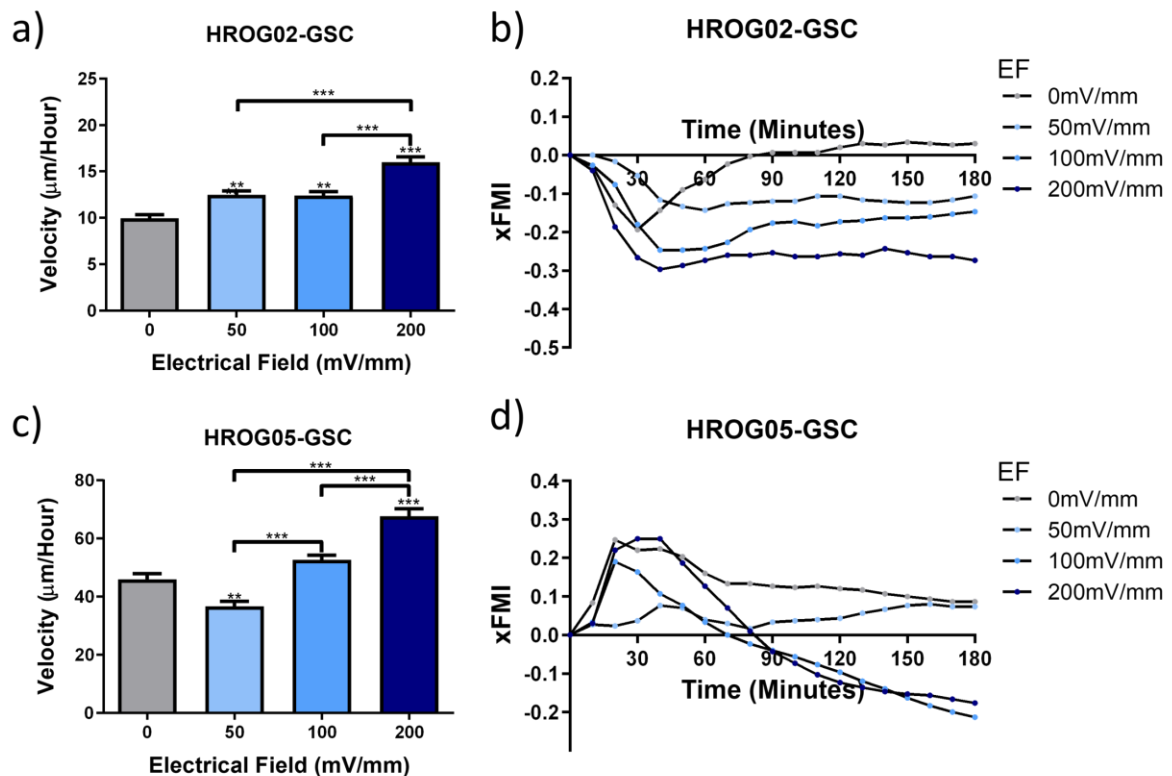 a)
HROG02-GSC
Velocity (μm/Hour)
25
20
15
10
5
0
***
***
**
**
***
0
50
100
200
Electrical Field (mV/mm)
b)
HROG02-GSC
xFMI
0.2
0.1
0.0
-0.1
-0.2
-0.3
-0.4
-0.5
Time (Minutes)
30
60
90
120
150
180
EF
0mV/mm
50mV/mm
100mV/mm
200mV/mm
c)
HROG05-GSC
Velocity (μm/Hour)
80
60
40
20
0
***
***
***
***
**
0
50
100
200
Electrical Field (mV/mm)
d)
HROG05-GSC
xFMI
0.4
0.3
0.2
0.1
0.0
-0.1
-0.2
30
60
90
120
150
180
Time (Minutes)
EF
0mV/mm
50mV/mm
100mV/mm
200mV/mm